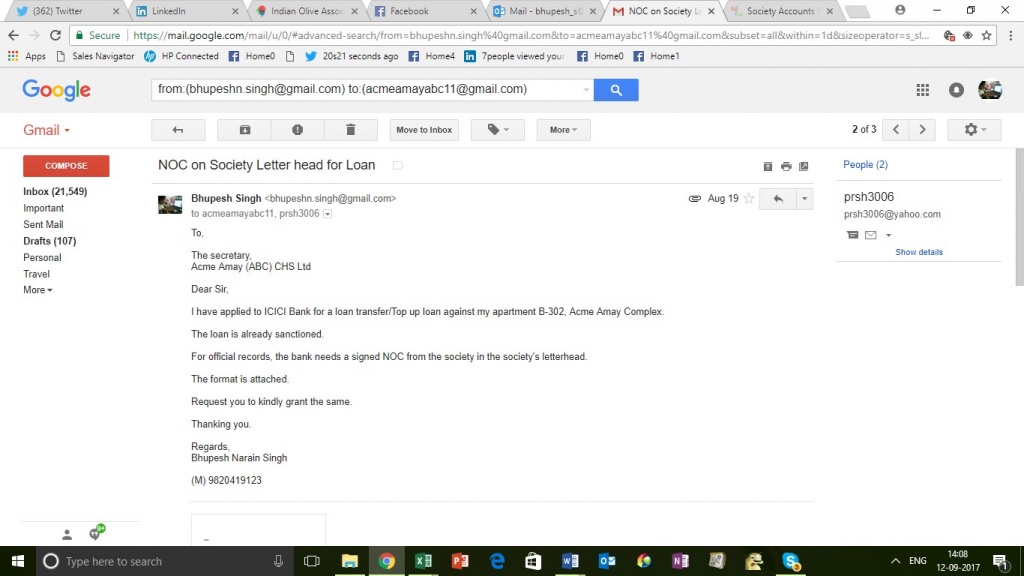 (362) Twitter
LinkedIn
Indian Olive Assoc
Facebook
Mail - bhupesh_s
NOC on Society L
Society Accounts
Secure
https://mail.google.com/mail/u/0/#advanced-search/from=bhupeshn.singh%40gmail.com&to=acmeamayabc11%40gmail.com&subset=all&within=1d&sizeoperator=s_sl...
Apps
Sales Navigator
HP Connected
Home0
20s21 seconds ago
Home4
7people viewed your
Home0
Home1
Google
from:(bhupeshn.singh@gmail.com) to:(acmeamayabc11@gmail.com)
Gmail
Move to Inbox
More
2 of 3
COMPOSE
Inbox (21,549)
Important
Sent Mail
Drafts (107)
Personal
Travel
More
NOC on Society Letter head for Loan
Bhupesh Singh <bhupeshn.singh@gmail.com>
Aug 19
to acmeamayabc11, prsh3006
To,
The secretary,
Acme Amay (ABC) CHS Ltd
Dear Sir,
I have applied to ICICI Bank for a loan transfer/Top up loan against my apartment B-302, Acme Amay Complex.
The loan is already sanctioned.
For official records, the bank needs a signed NOC from the society in the society's letterhead.
The format is attached.
Request you to kindly grant the same.
Thanking you.
Regards,
Bhupesh Narain Singh
(M) 9820419123
People (2)
prsh3006
prsh3006@yahoo.com
Show details
Type here to search
ENG
14:08
12-09-2017